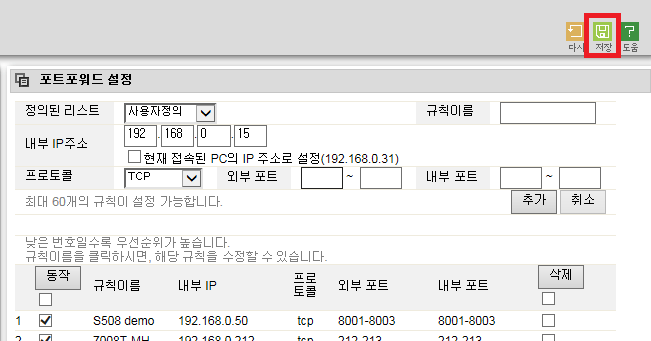 다시 저장 도움
포트포워드 설정
정의된 리스트 사용자정의 규칙이름
내부 IP주소 192 . 168 . 0 . 15
현재 접속된 PC의 IP 주소로 설정(192.168.0.31)
프로토콜 TCP 외부 포트 ~ 내부 포트 ~
최대 60개의 규칙이 설정 가능합니다. 추가 취소
낮은 번호일수록 우선순위가 높습니다.
규칙이름을 클릭하시면, 해당 규칙을 수정할 수 있습니다.
동작 규칙이름 내부 IP 프로토콜 외부 포트 내부 포트 삭제
1 S508 demo 192.168.0.50 tcp 8001-8003 8001-8003
2 7008T-MH 192.168.0.212 tcp 212-213 212-213